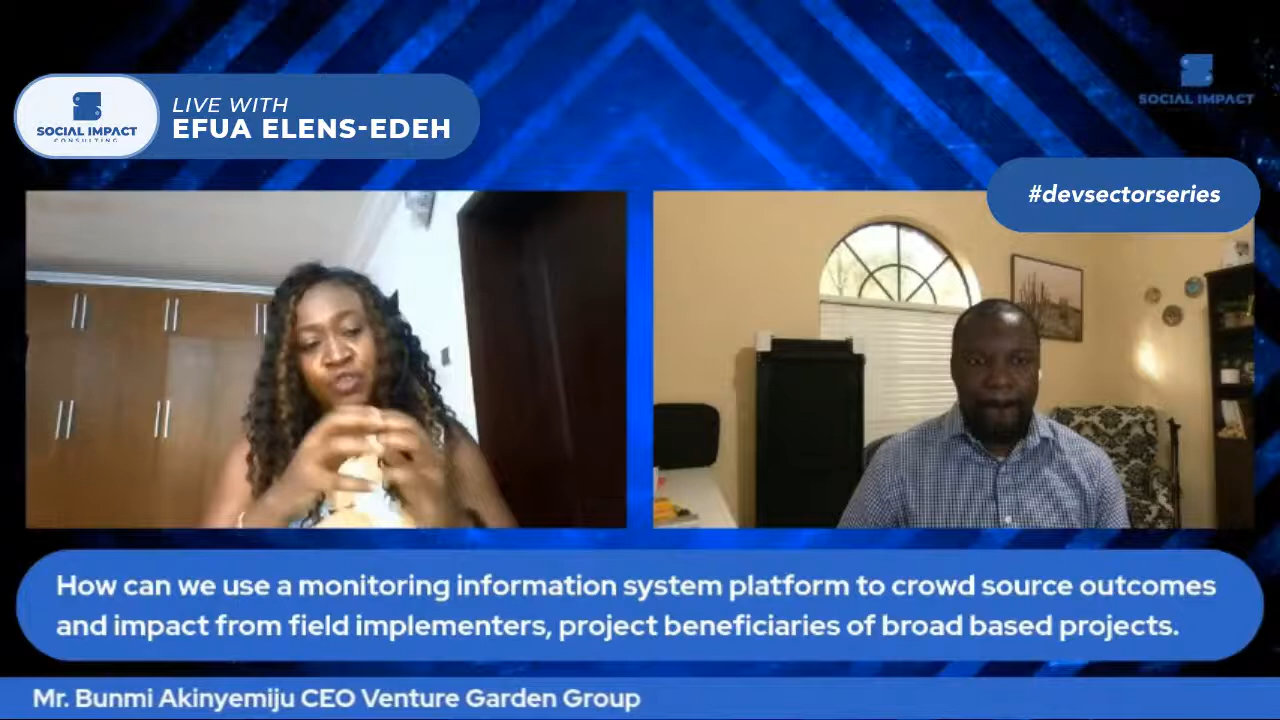 LIVE WITH
EFUA ELENS-EDEH
SOCIAL IMPACT
CONSULTING
SOCIAL IMPACT
#devsectorseries
How can we use a monitoring information system platform to crowd source outcomes
and impact from field implementers, project beneficiaries of broad based projects.
Mr. Bunmi Akinyemiju CEO Venture Garden Group